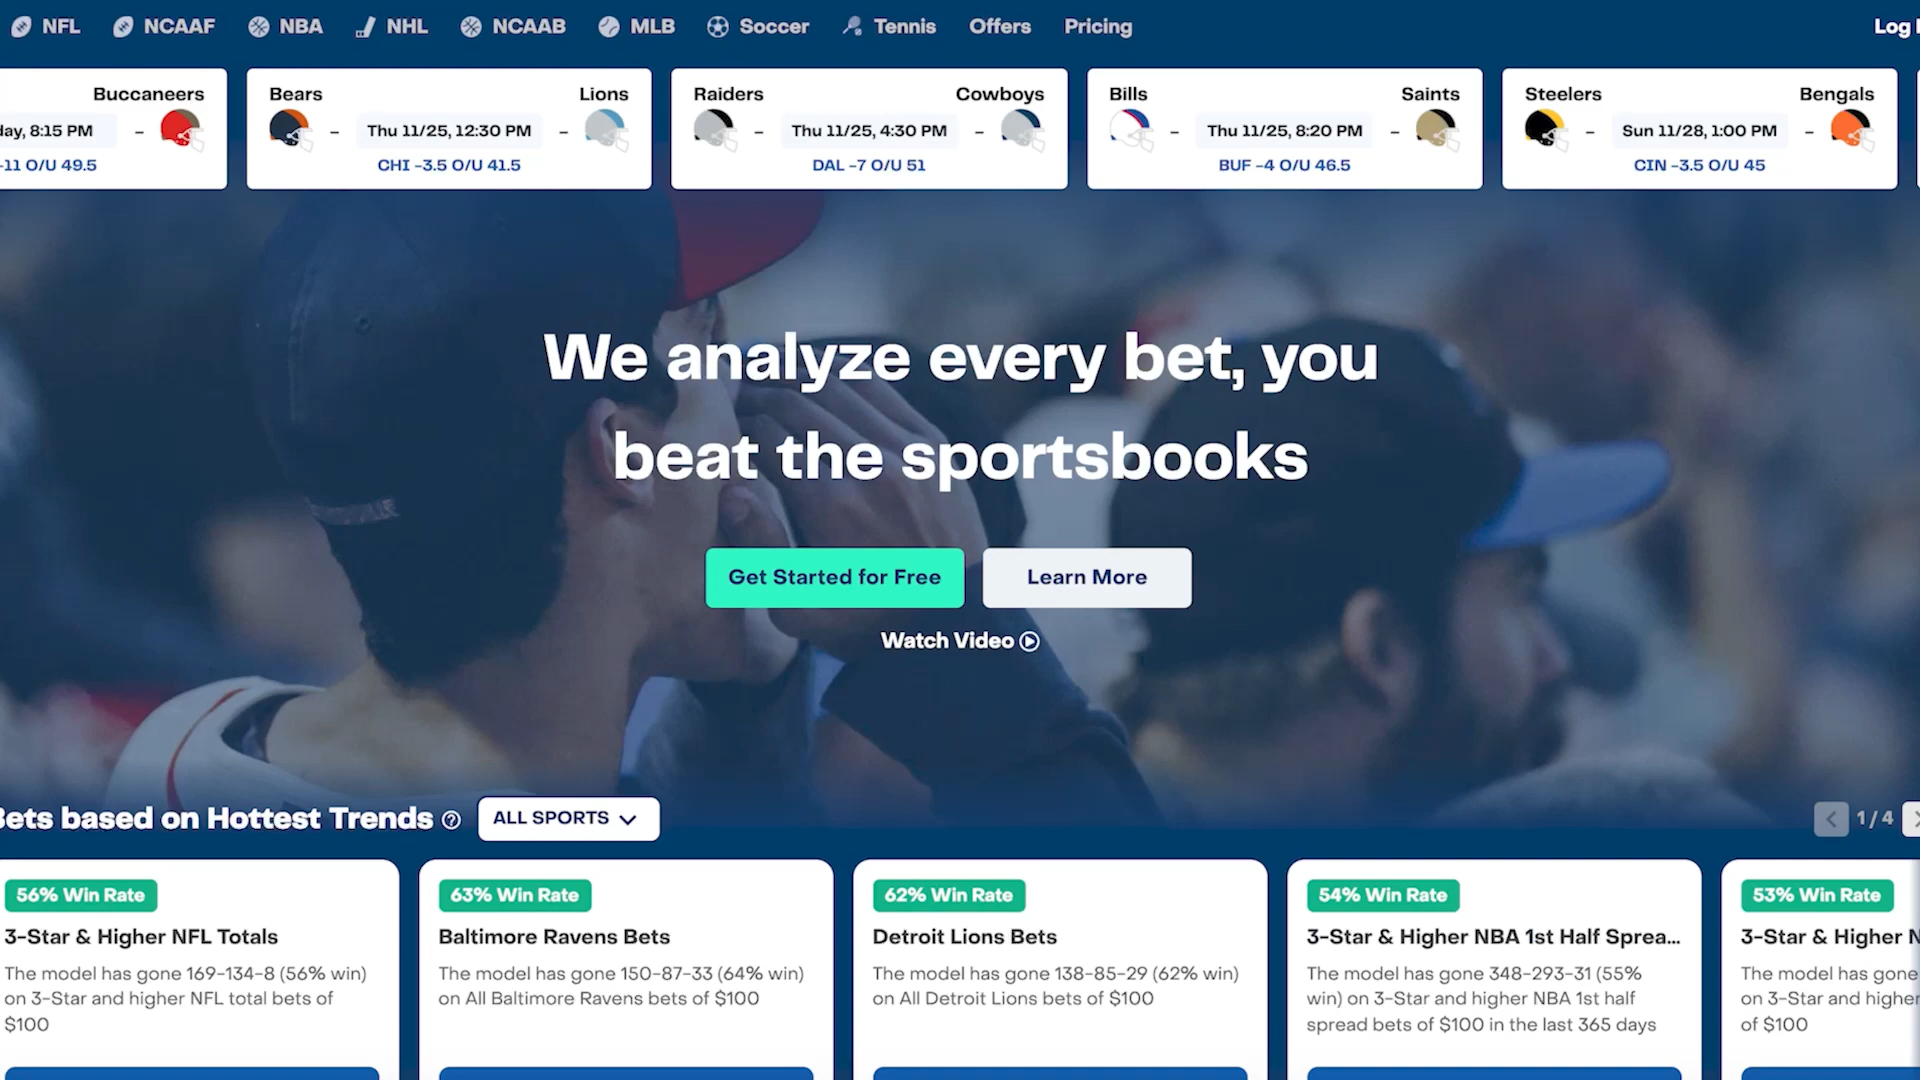 NFL NCAAF NBA NHL NCAAB MLB Soccer Tennis Offers Pricing Log
Buccaneers
day, 8:15 PM –
-11 O/U 49.5
Bears Lions
– Thu 11/25, 12:30 PM –
CHI -3.5 O/U 41.5
Raiders Cowboys
– Thu 11/25, 4:30 PM –
DAL -7 O/U 51
Bills Saints
– Thu 11/25, 8:20 PM –
BUF -4 O/U 46.5
Steelers Bengals
– Sun 11/28, 1:00 PM –
CIN -3.5 O/U 45
We analyze every bet, you
beat the sportsbooks
Get Started for Free Learn More
Watch Video
Bets based on Hottest Trends ? ALL SPORTS 1 / 4
56% Win Rate
3-Star & Higher NFL Totals
The model has gone 169-134-8 (56% win)
on 3-Star and higher NFL total bets of
$100
63% Win Rate
Baltimore Ravens Bets
The model has gone 150-87-33 (64% win)
on All Baltimore Ravens bets of $100
62% Win Rate
Detroit Lions Bets
The model has gone 138-85-29 (62% win)
on All Detroit Lions bets of $100
54% Win Rate
3-Star & Higher NBA 1st Half Sprea...
The model has gone 348-293-31 (55%
win) on 3-Star and higher NBA 1st half
spread bets of $100 in the last 365 days
53% Win Rate
3-Star & Higher N
The model has gone
on 3-Star and higher
of $100